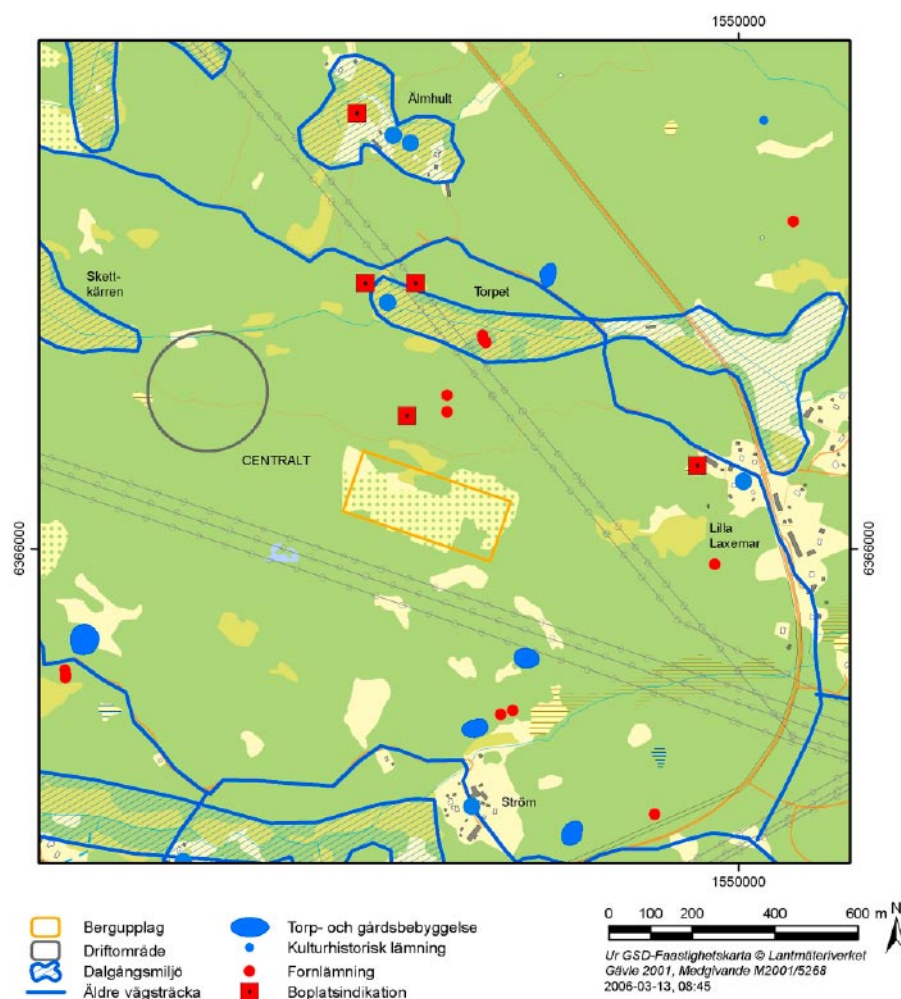 1550000
Älmhult
Skett-
kärren
Torpet
CENTRALT
Lilla
Laxemar
6366000
6366000
Ström
1550000
Bergupplag
Driftområde
Dalgångsmiljö
Äldre vägsträcka
Torp- och gårdsbebyggelse
Kulturhistorisk lämning
Fornlämning
Boplatsindikation
0 100 200 400 600 m
N
Ur GSD-Faastighetskarta © Lantmäteriverket
Gävle 2001, Medgivande M2001/5268
2006-03-13, 08:45